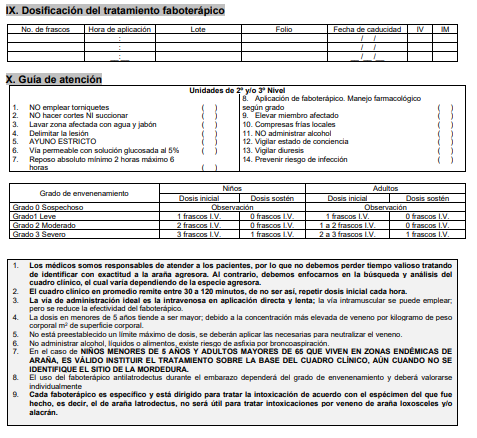 IX. Dosificación del tratamiento faboterápico
No. de frascos Hora de aplicación Lote Folio Fecha de caducidad IV IM
: / /
: / /
__:__ __/__/__
X. Guía de atención
Unidades de 2º y/o 3º Nivel
1. NO emplear torniquetes ( )
2. NO hacer cortes NI succionar ( )
3. Lavar zona afectada con agua y jabón ( )
4. Delimitar la lesión ( )
5. AYUNO ESTRICTO ( )
6. Vía permeable con solución glucosada al 5% ( )
7. Reposo absoluto mínimo 2 horas máximo 6
horas ( )
8. Aplicación de faboterápico. Manejo farmacológico
según grado ( )
9. Elevar miembro afectado ( )
10. Compresas frías locales ( )
11. NO administrar alcohol ( )
12. Vigilar estado de conciencia ( )
13. Vigilar diuresis ( )
14. Prevenir riesgo de infección ( )
Grado de envenenamiento Niños Adultos
Dosis inicial Dosis sostén Dosis inicial Dosis sostén
Grado 0 Sospechoso Observación Observación
Grado1 Leve 1 frascos I.V. 0 frascos I.V. 1 frascos I.V. 0 frascos I.V.
Grado 2 Moderado 2 frascos I.V. 0 frascos I.V. 1 a 2 frascos I.V. 0 frascos I.V.
Grado 3 Severo 3 frascos I.V. 1 frascos I.V. 2 a 3 frascos I.V. 1 frascos I.V.
1. Los médicos somos responsables de atender a los pacientes, por lo que no debemos perder tiempo valioso tratando
de identificar con exactitud a la araña agresora. Al contrario, debemos enfocarnos en la búsqueda y análisis del
cuadro clínico, el cual varía dependiendo de la especie agresora.
2. El cuadro clínico en promedio remite entre 30 a 120 minutos, de no ser así, repetir dosis inicial cada hora.
3. La vía de administración ideal es la intravenosa en aplicación directa y lenta; la vía intramuscular se puede emplear;
pero se reduce la efectividad del faboterápico.
4. La dosis en menores de 5 años tiende a ser mayor; debido a la concentración más elevada de veneno por kilogramo de peso
corporal m² de superficie corporal.
5. No está preestablecido un límite máximo de dosis, se deberán aplicar las necesarias para neutralizar el veneno.
6. No administrar alcohol, líquidos o alimentos, existe riesgo de asfixia por broncoaspiración.
7. En el caso de NIÑOS MENORES DE 5 AÑOS Y ADULTOS MAYORES DE 65 QUE VIVEN EN ZONAS ENDÉMICAS DE
ARAÑA, ES VÁLIDO INSTITUIR EL TRATAMIENTO SOBRE LA BASE DEL CUADRO CLÍNICO, AÚN CUANDO NO SE
IDENTIFIQUE EL SITIO DE LA MORDEDURA.
8. El uso del faboterápico antilatrodectus durante el embarazo dependerá del grado de envenenamiento y deberá valorarse
individualmente
9. Cada faboterápico es específico y está dirigido para tratar la intoxicación de acuerdo con el espécimen del que fue
hecho, es decir, el de araña latrodectus, no será útil para tratar intoxicaciones por veneno de araña loxosceles y/o
alacrán.